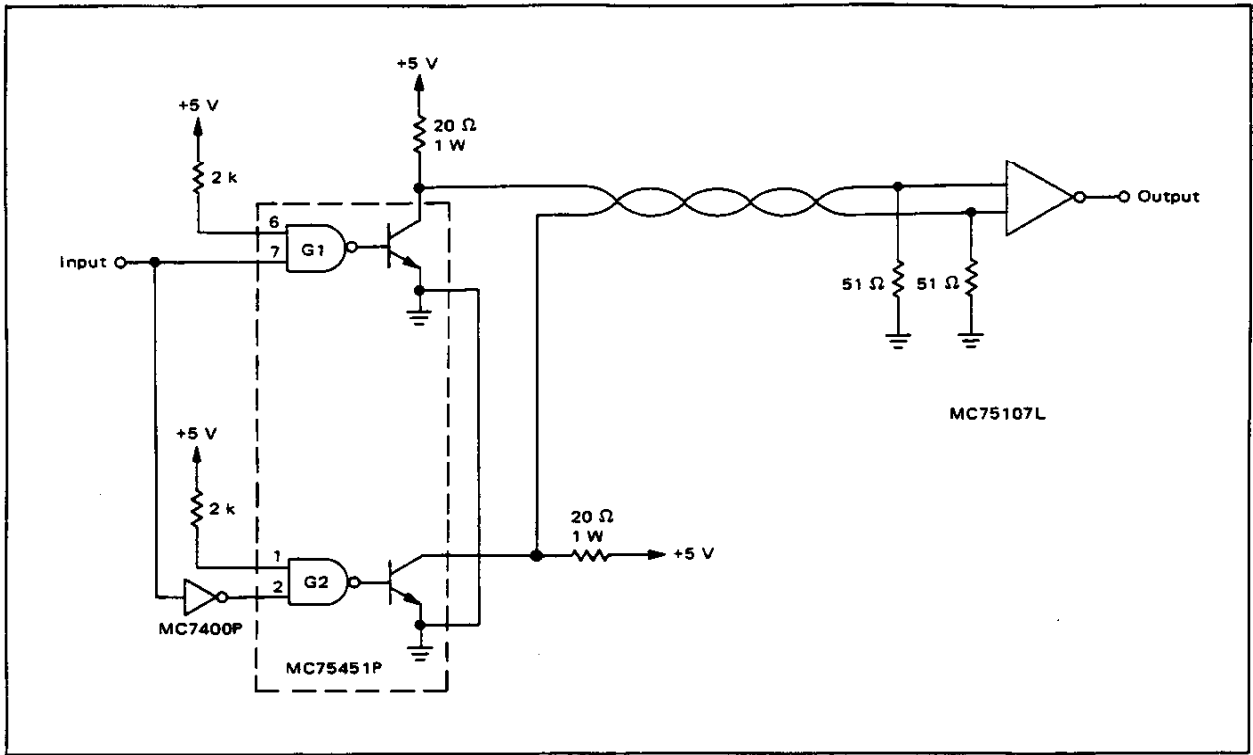 +5 V
+5 V
20 Ω
1 W
2 k
6
7
G1
Input
Output
51 Ω
51 Ω
MC75107L
+5 V
2 k
20 Ω
1 W
+5 V
1
2
G2
MC7400P
MC75451P